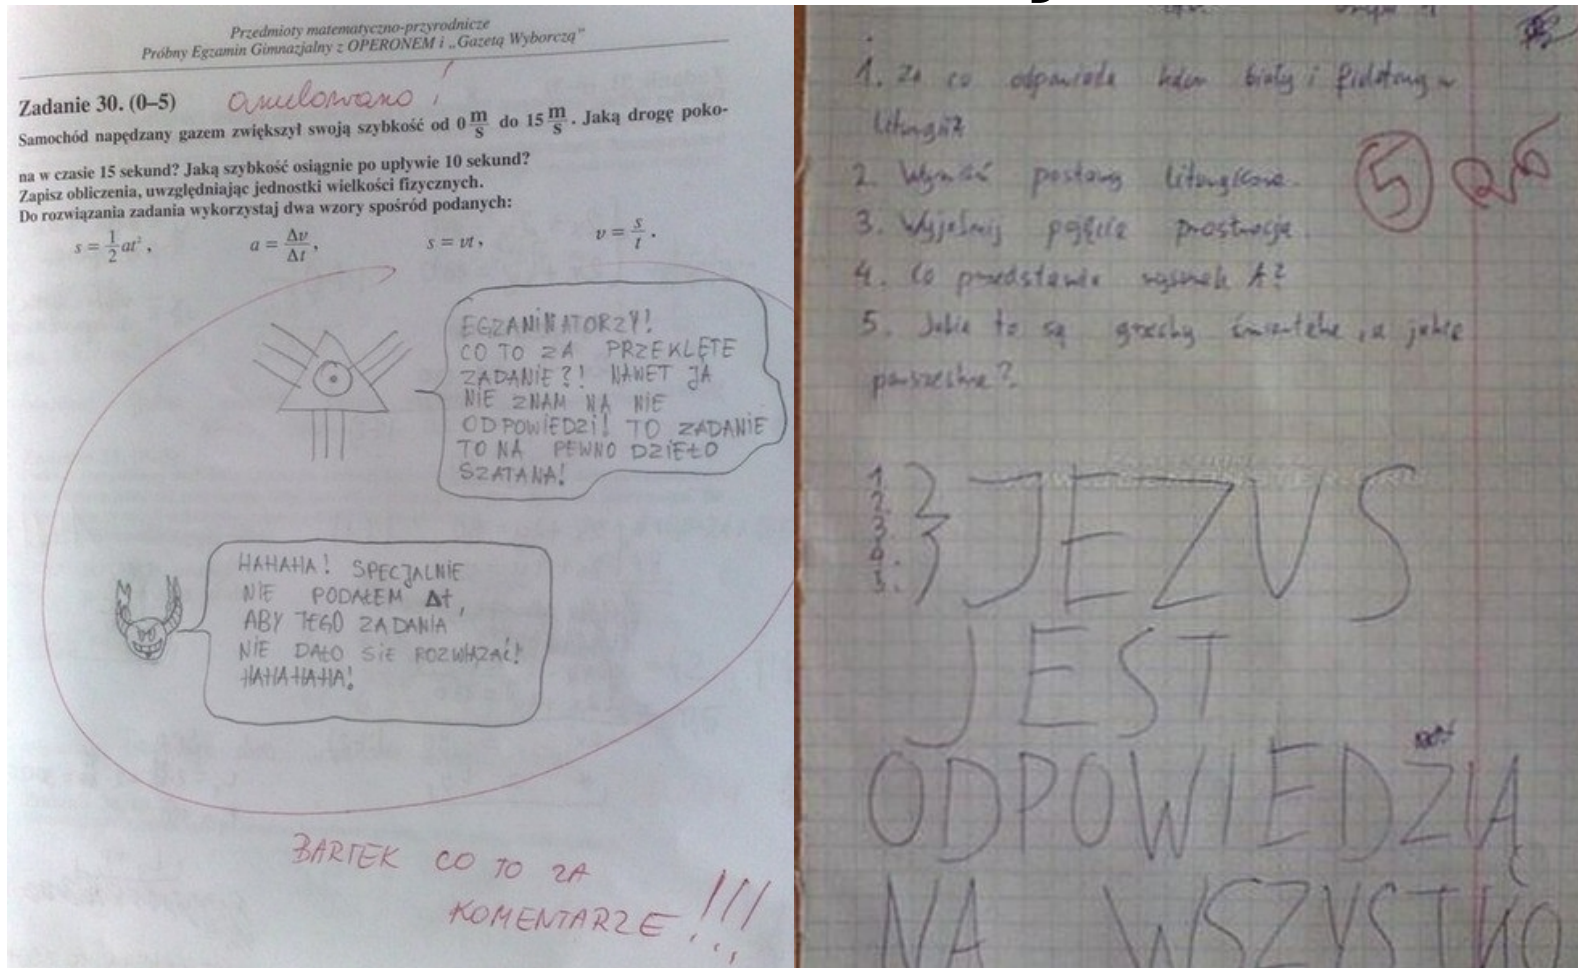 Przedmioty matematyczno-przyrodnicze
Próbny Egzamin Gimnazjalny z OPERONEM i „Gazetą Wyborczą”
Zadanie 30. (0–5) anulowano!
Samochód napędzany gazem zwiększył swoją szybkość od 0 m/s do 15 m/s. Jaką drogę poko-
na w czasie 15 sekund? Jaką szybkość osiągnie po upływie 10 sekund?
Zapisz obliczenia, uwzględniając jednostki wielkości fizycznych.
Do rozwiązania zadania wykorzystaj dwa wzory spośród podanych:
s = 1/2 at², a = Δv/Δt, s = vt, v = s/t.
EGZAMINATORZY!
CO TO ZA PRZEKLĘTE
ZADANIE?! NAWET JA
NIE ZNAM NA NIE
ODPOWIEDZI! TO ZADANIE
TO NA PEWNO DZIEŁO
SZATANA!
HAHAHA! SPECJALNIE
NIE PODAŁEM Δt,
ABY TEGO ZADANIA
NIE DAŁO SIĘ ROZWIĄZAĆ!
HAHAHAHA!
BARTEK CO TO ZA
KOMENTARZE!!!
1. Za co odpowiada kolor biały i fioletowy w
liturgii?
2. Wymień postawy liturgiczne.
3. Wyjaśnij pojęcie prostracja.
4. Co przedstawia rysunek A?
5. Jakie to są grzechy śmiertelne, a jakie
powszednie?
5
1.
2.
3.
4.
5.
JEZUS
JEST
ODPOWIEDZIĄ
NA WSZYSTKO